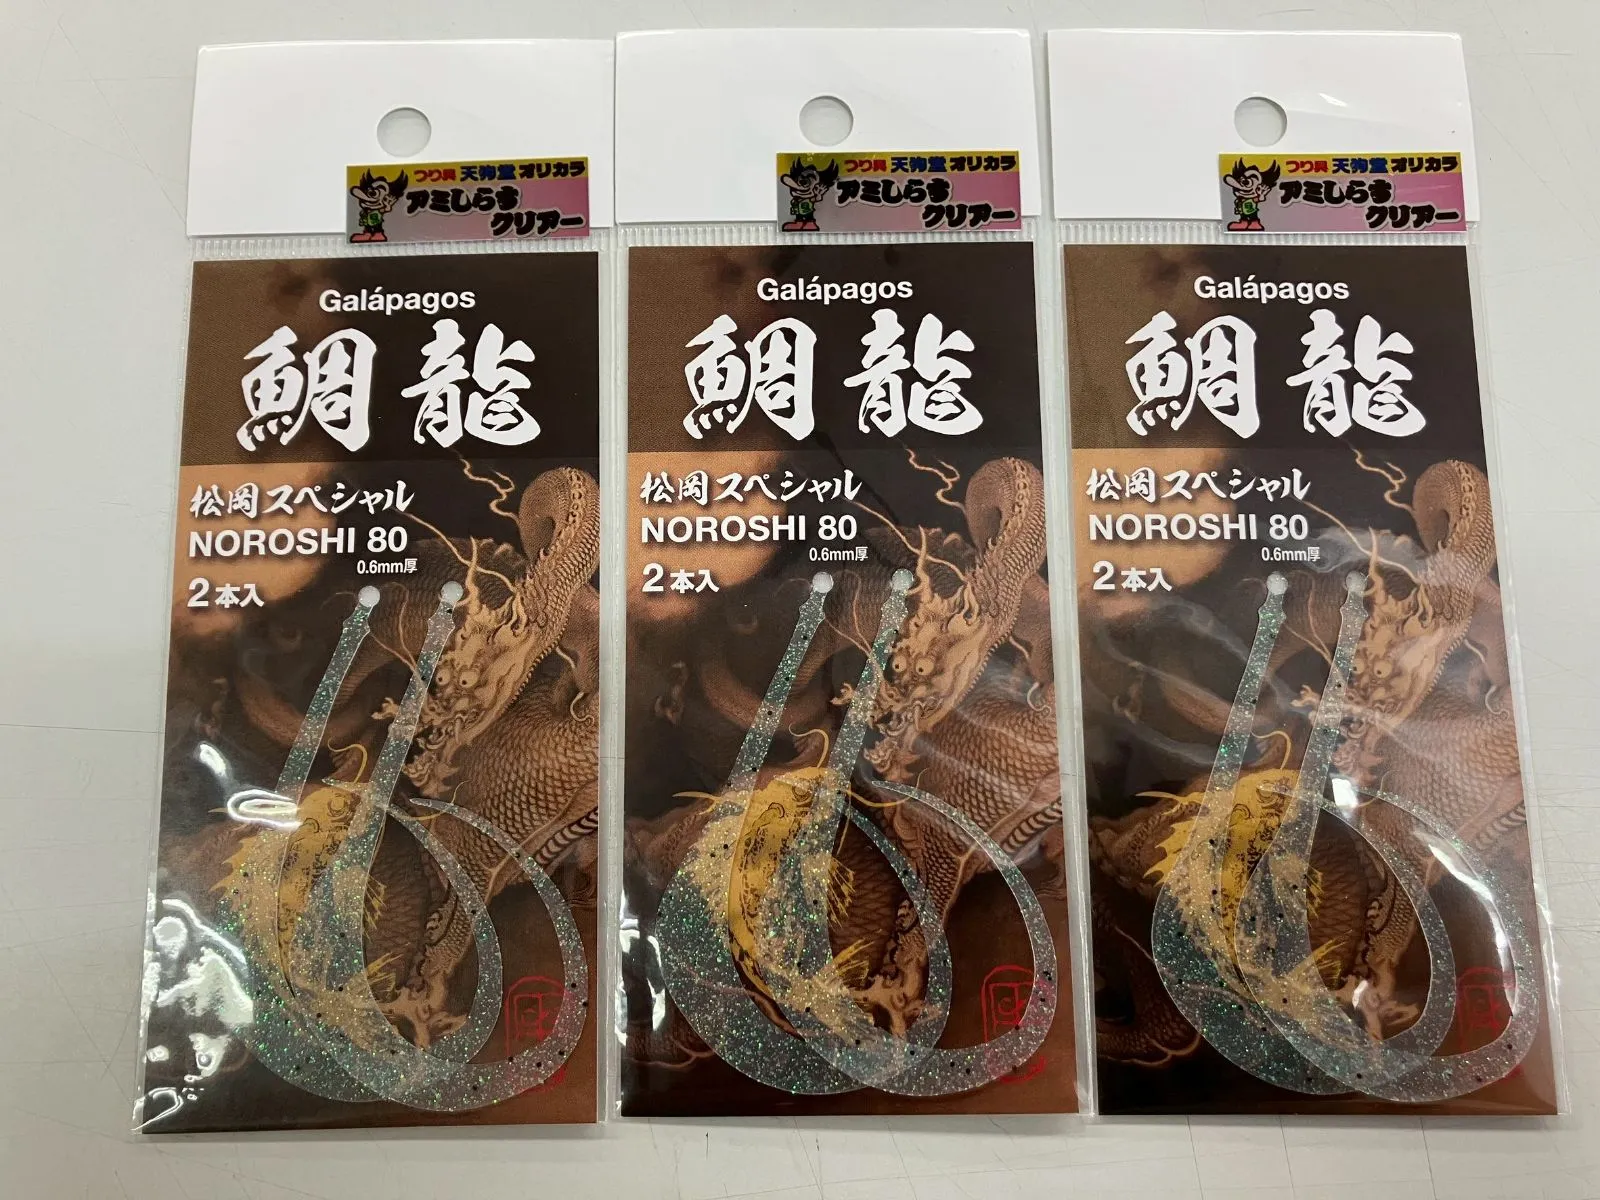 つり具 天狗堂 オリカラ
アミしらす
クリアー
Galápagos
鯛龍
松岡スペシャル
NOROSHI 80
0.6mm厚
2本入
つり具 天狗堂 オリカラ
アミしらす
クリアー
Galápagos
鯛龍
松岡スペシャル
NOROSHI 80
0.6mm厚
2本入
つり具 天狗堂 オリカラ
アミしらす
クリアー
Galápagos
鯛龍
松岡スペシャル
NOROSHI 80
0.6mm厚
2本入